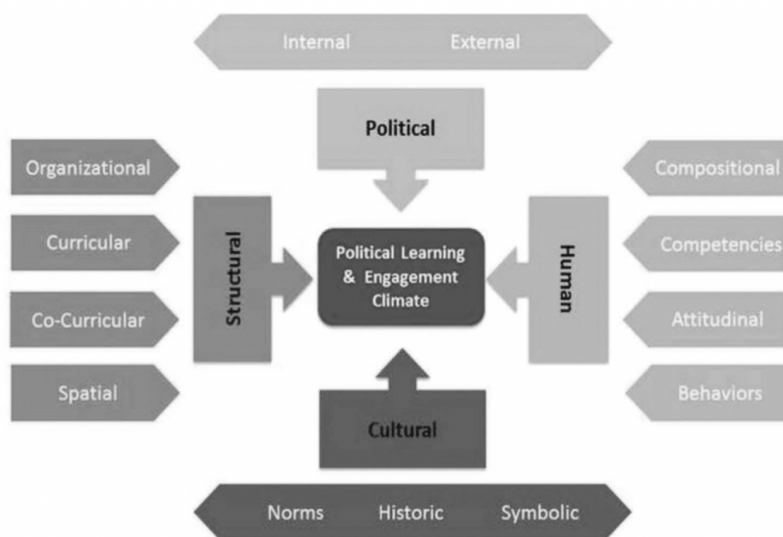 Internal External
Political
Organizational
Curricular
Co-Curricular
Spatial
Structural
Political Learning
& Engagement
Climate
Human
Compositional
Competencies
Attitudinal
Behaviors
Cultural
Norms Historic Symbolic